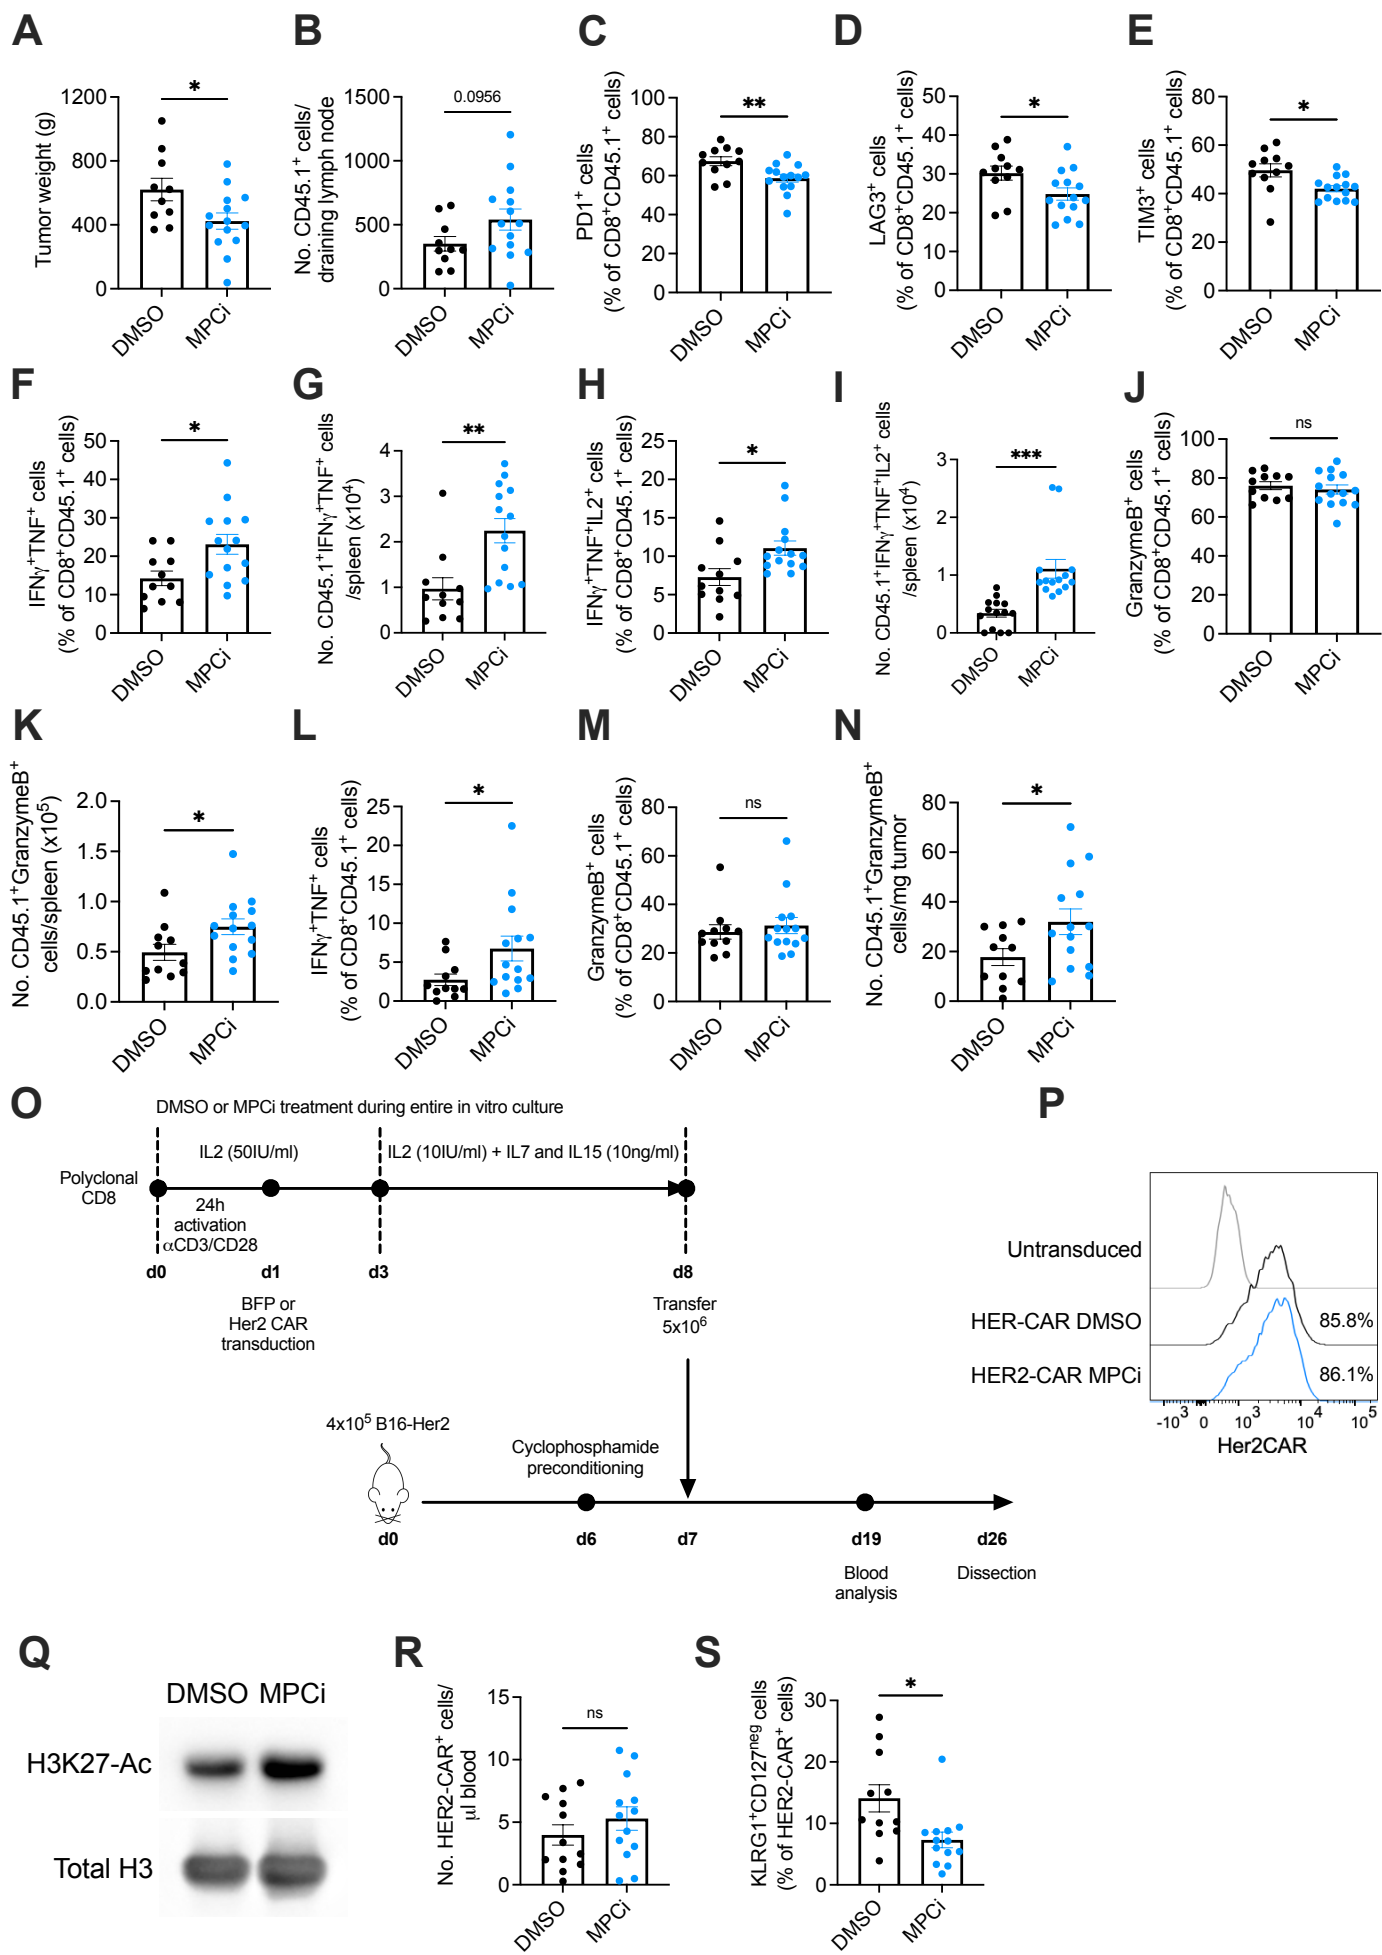 A
Tumor weight (g)
1200
800
400
0
*
DMSO
MPCi
B
No. CD45.1⁺ cells/
draining lymph node
1500
1000
500
0
0.0956
DMSO
MPCi
C
PD1⁺ cells
(% of CD8⁺CD45.1⁺ cells)
100
80
60
40
20
0
**
DMSO
MPCi
D
LAG3⁺ cells
(% of CD8⁺CD45.1⁺ cells)
50
40
30
20
10
0
*
DMSO
MPCi
E
TIM3⁺ cells
(% of CD8⁺CD45.1⁺ cells)
80
60
40
20
0
*
DMSO
MPCi
F
IFNγ⁺TNF⁺ cells
(% of CD8⁺CD45.1⁺ cells)
50
40
30
20
10
0
*
DMSO
MPCi
G
No. CD45.1⁺IFNγ⁺TNF⁺ cells
/spleen (x10⁴)
4
3
2
1
0
**
DMSO
MPCi
H
IFNγ⁺TNF⁺IL2⁺ cells
(% of CD8⁺CD45.1⁺ cells)
25
20
15
10
5
0
*
DMSO
MPCi
I
No. CD45.1⁺IFNγ⁺TNF⁺IL2⁺ cells
/spleen (x10⁴)
3
2
1
0
***
DMSO
MPCi
J
GranzymeB⁺ cells
(% of CD8⁺CD45.1⁺ cells)
100
80
60
40
20
0
ns
DMSO
MPCi
K
No. CD45.1⁺GranzymeB⁺
cells/spleen (x10⁵)
2.0
1.5
1.0
0.5
0.0
*
DMSO
MPCi
L
IFNγ⁺TNF⁺ cells
(% of CD8⁺CD45.1⁺ cells)
25
20
15
10
5
0
*
DMSO
MPCi
M
GranzymeB⁺ cells
(% of CD8⁺CD45.1⁺ cells)
80
60
40
20
0
ns
DMSO
MPCi
N
No. CD45.1⁺GranzymeB⁺
cells/mg tumor
80
60
40
20
0
*
DMSO
MPCi
O
DMSO or MPCi treatment during entire in vitro culture
IL2 (50IU/ml)
IL2 (10IU/ml) + IL7 and IL15 (10ng/ml)
Polyclonal
CD8
24h
activation
αCD3/CD28
d0
d1
d3
d8
BFP or
Her2 CAR
transduction
Transfer
5x10⁶
4x10⁵ B16-Her2
Cyclophosphamide
preconditioning
d0
d6
d7
d19
d26
Blood
analysis
Dissection
P
Untransduced
HER-CAR DMSO
85.8%
HER2-CAR MPCi
86.1%
-10³ 0 10³ 10⁴ 10⁵
Her2CAR
Q
DMSO MPCi
H3K27-Ac
Total H3
R
No. HER2-CAR⁺ cells/
μl blood
15
10
5
0
ns
DMSO
MPCi
S
KLRG1⁺CD127ⁿᵉᵍ cells
(% of HER2-CAR⁺ cells)
30
20
10
0
*
DMSO
MPCi